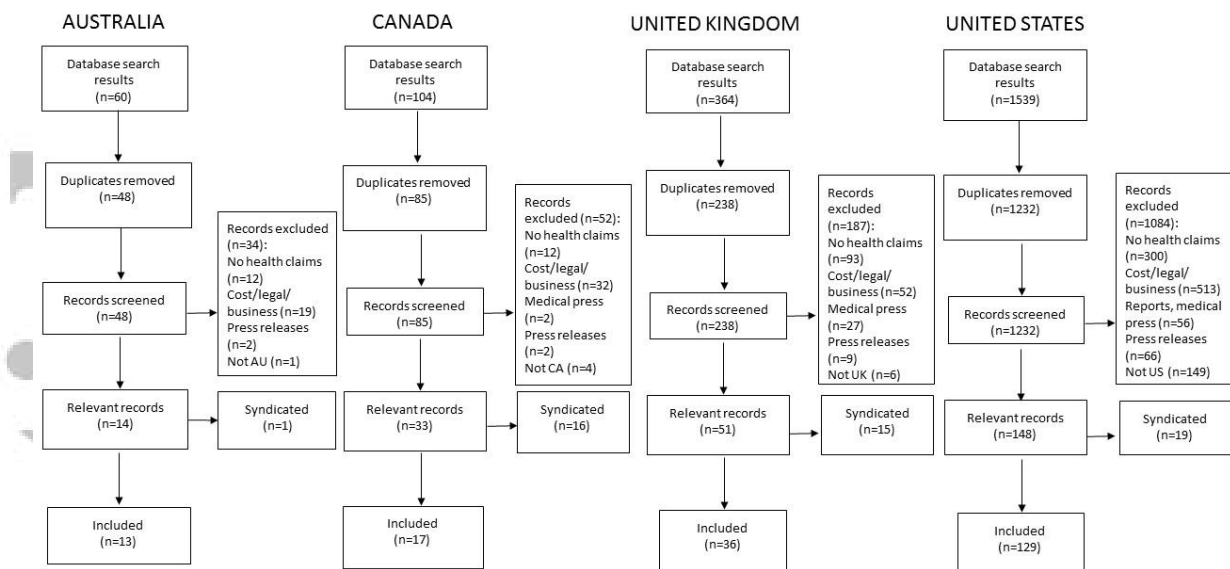 AUSTRALIA
Database search
results
(n=60)
Duplicates removed
(n=48)
Records excluded
(n=34):
No health claims
(n=12)
Cost/legal/
business (n=19)
Press releases
(n=2)
Not AU (n=1)
Records screened
(n=48)
Relevant records
(n=14)
Syndicated
(n=1)
Included
(n=13)
CANADA
Database search
results
(n=104)
Duplicates removed
(n=85)
Records
excluded (n=52):
No health claims
(n=12)
Cost/legal/
business (n=32)
Medical press
(n=2)
Press releases
(n=2)
Not CA (n=4)
Records screened
(n=85)
Relevant records
(n=33)
Syndicated
(n=16)
Included
(n=17)
UNITED KINGDOM
Database search
results
(n=364)
Duplicates removed
(n=238)
Records
excluded
(n=187):
No health claims
(n=93)
Cost/legal/
business (n=52)
Medical press
(n=27)
Press releases
(n=9)
Not UK (n=6)
Records screened
(n=238)
Relevant records
(n=51)
Syndicated
(n=15)
Included
(n=36)
UNITED STATES
Database search
results
(n=1539)
Duplicates removed
(n=1232)
Records
excluded
(n=1084):
No health claims
(n=300)
Cost/legal/
business (n=513)
Reports, medical
press (n=56)
Press releases
(n=66)
Not US (n=149)
Records screened
(n=1232)
Relevant records
(n=148)
Syndicated
(n=19)
Included
(n=129)